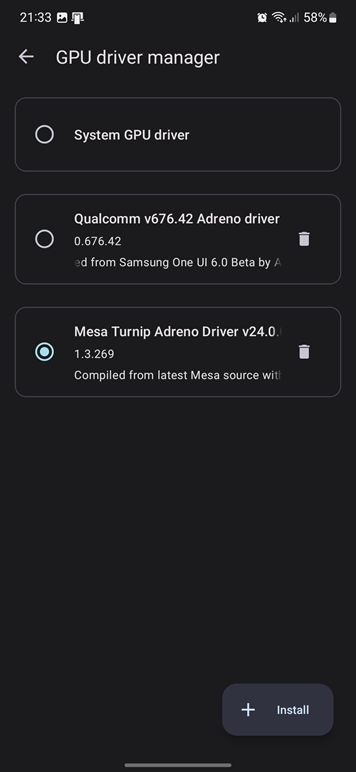 21:33 58%
GPU driver manager
System GPU driver
Qualcomm v676.42 Adreno driver
0.676.42
ed from Samsung One UI 6.0 Beta by A
Mesa Turnip Adreno Driver v24.0.
1.3.269
Compiled from latest Mesa source with
Install